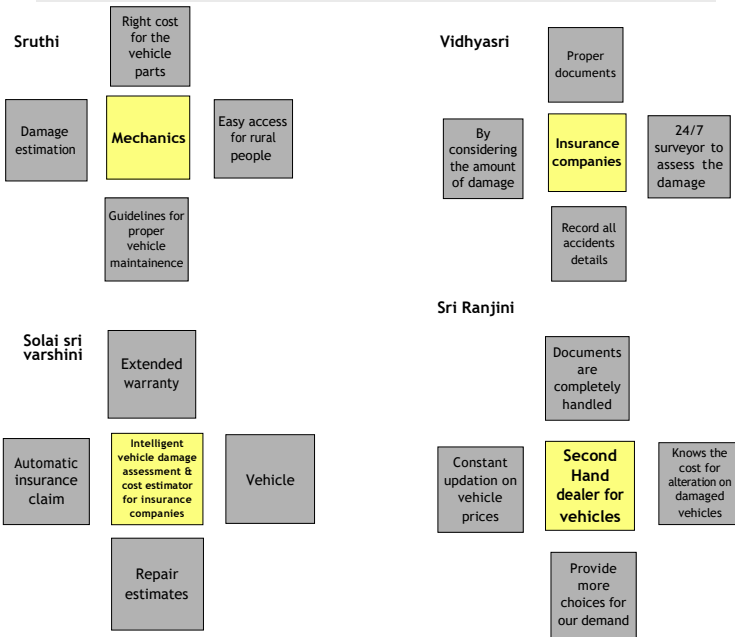 Sruthi
Right cost
for the
vehicle
parts
Damage
estimation
Mechanics
Easy access
for rural
people
Guidelines for
proper
vehicle
maintainence
Vidhyasri
Proper
documents
By
considering
the amount
of damage
Insurance
companies
24/7
surveyor to
assess the
damage
Record all
accidents
details
Solai sri
varshini
Extended
warranty
Automatic
insurance
claim
Intelligent
vehicle damage
assessment &
cost estimator
for insurance
companies
Vehicle
Repair
estimates
Sri Ranjini
Documents
are
completely
handled
Constant
updation on
vehicle
prices
Second
Hand
dealer for
vehicles
Knows the
cost for
alteration on
damaged
vehicles
Provide
more
choices for
our demand